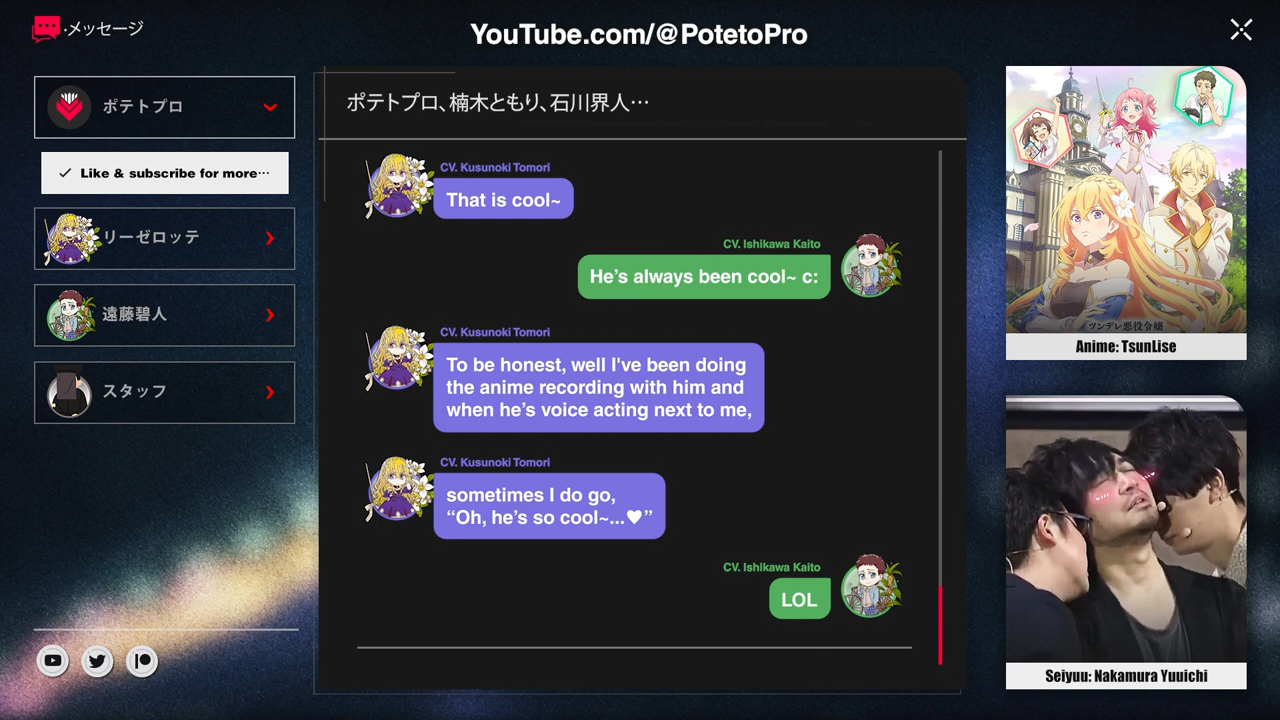 ・メッセージ
YouTube.com/@PotetoPro
ポテトプロ
✓ Like & subscribe for more…
リーゼロッテ
遠藤碧人
スタッフ
ポテトプロ、楠木ともり、石川界人…
CV. Kusunoki Tomori
That is cool~
CV. Ishikawa Kaito
He's always been cool~ c:
CV. Kusunoki Tomori
To be honest, well I've been doing
the anime recording with him and
when he's voice acting next to me,
CV. Kusunoki Tomori
sometimes I do go,
“Oh, he's so cool~...♥”
CV. Ishikawa Kaito
LOL
ツンデレ悪役令嬢
Anime: TsunLise
Seiyuu: Nakamura Yuuichi